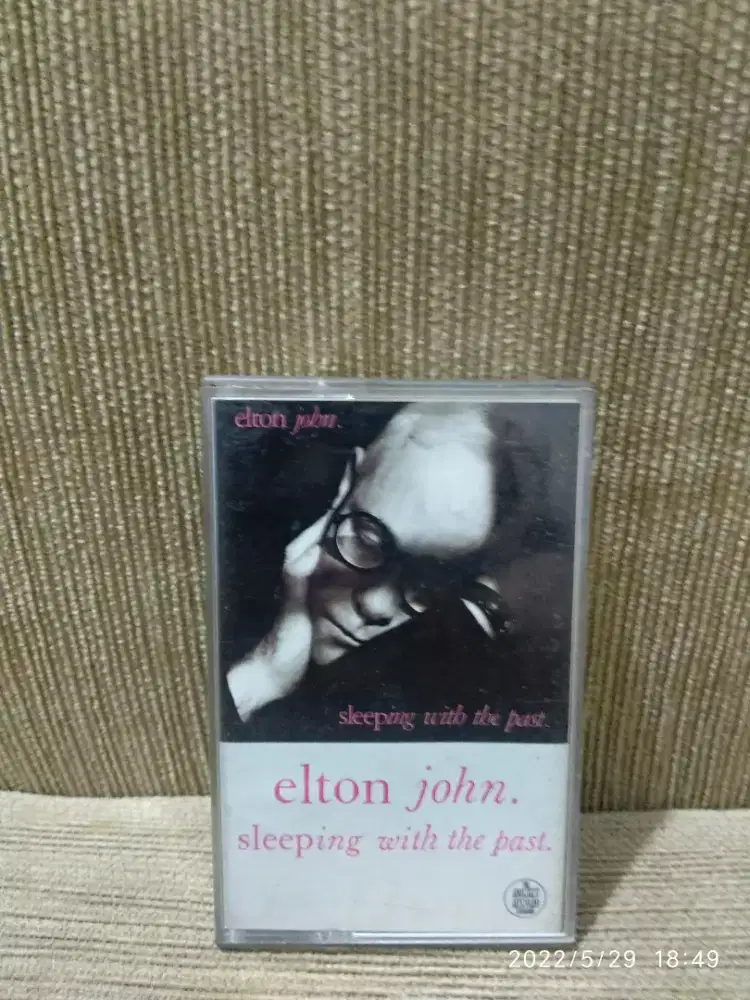 elton john.
sleeping with the past.
elton john.
sleeping with the past.
2022/5/29 18:49